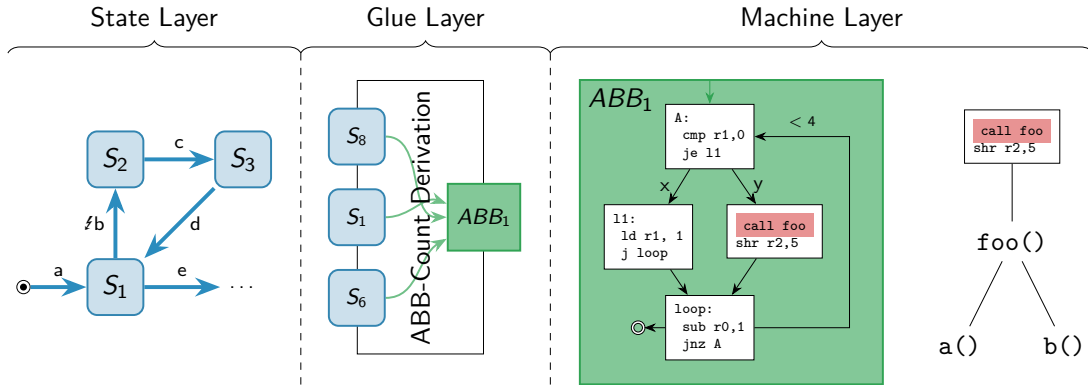 State Layer
Glue Layer
Machine Layer
S2
c
S3
⚡b
d
a
S1
e
...
S8
S1
S6
ABB-Count Derivation
ABB1
ABB1
A:
cmp r1,0
je l1
< 4
x
y
l1:
ld r1, 1
j loop
call foo
shr r2,5
loop:
sub r0,1
jnz A
call foo
shr r2,5
foo()
a()
b()